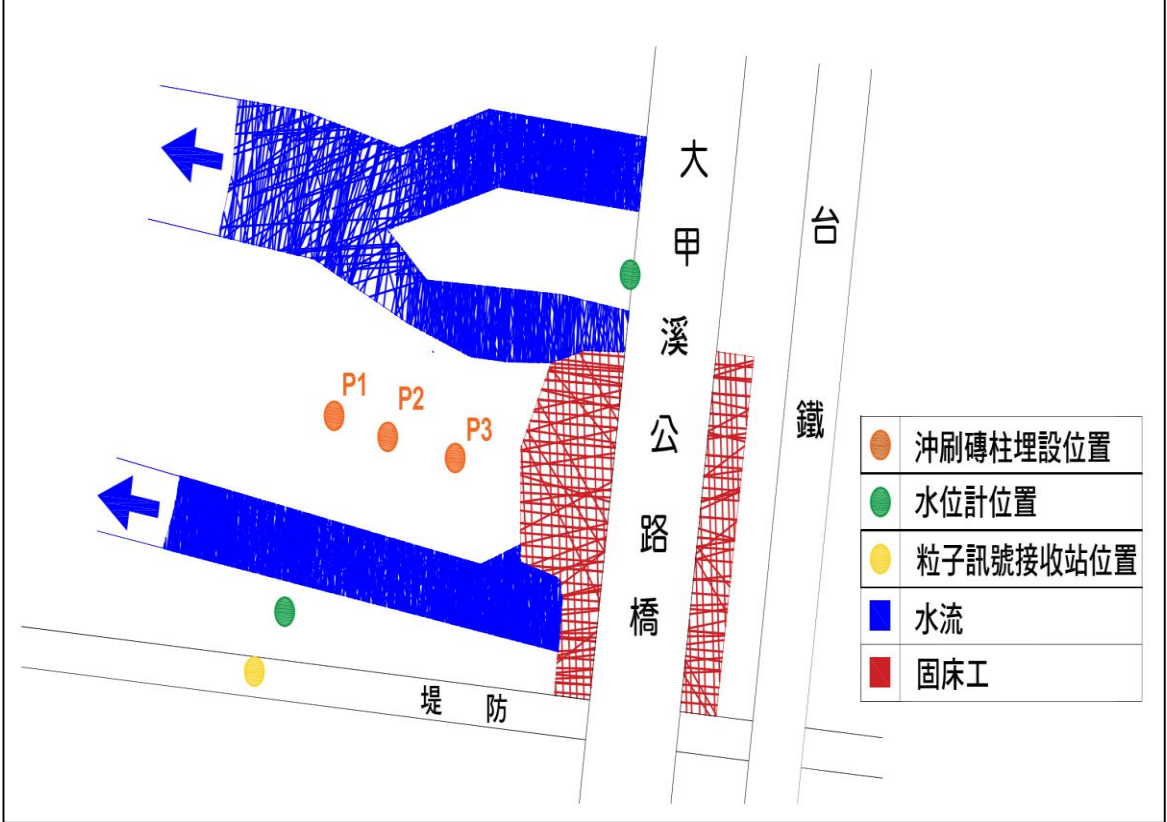 大甲溪公路橋
台鐵
P1
P2
P3
堤防
沖刷磚柱埋設位置
水位計位置
粒子訊號接收站位置
水流
固床工